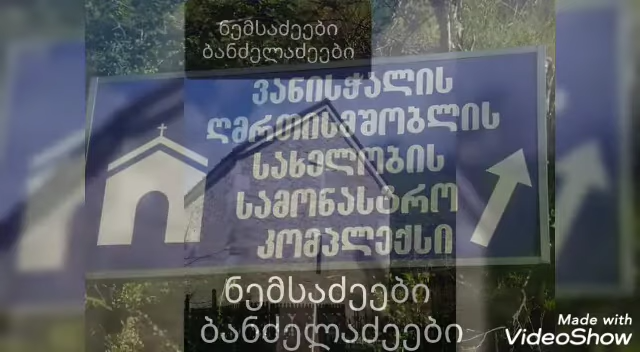 ნემსაძეები
ბანძელაძეები
ვანისჭალის
ღმრთისმშობლის
სახელობის
სამონასტრო
კომპლექსი
ნემსაძეები
ბანძელაძეები
Made with
VideoShow